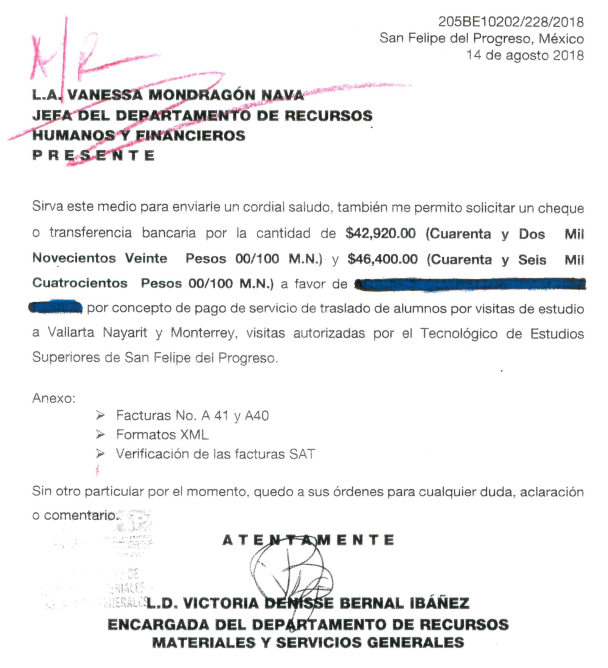 205BE10202/228/2018
San Felipe del Progreso, México
14 de agosto 2018
L.A. VANESSA MONDRAGÓN NAVA
JEFA DEL DEPARTAMENTO DE RECURSOS
HUMANOS Y FINANCIEROS
P R E S E N T E
Sirva este medio para enviarle un cordial saludo, también me permito solicitar un cheque
o transferencia bancaria por la cantidad de $42,920.00 (Cuarenta y Dos Mil
Novecientos Veinte Pesos 00/100 M.N.) y $46,400.00 (Cuarenta y Seis Mil
Cuatrocientos Pesos 00/100 M.N.) a favor de
por concepto de pago de servicio de traslado de alumnos por visitas de estudio
a Vallarta Nayarit y Monterrey, visitas autorizadas por el Tecnológico de Estudios
Superiores de San Felipe del Progreso.
Anexo:
➢ Facturas No. A 41 y A40
➢ Formatos XML
➢ Verificación de las facturas SAT
Sin otro particular por el momento, quedo a sus órdenes para cualquier duda, aclaración
o comentario.
A T E N T A M E N T E
L.D. VICTORIA DENISSE BERNAL IBÁÑEZ
ENCARGADA DEL DEPARTAMENTO DE RECURSOS
MATERIALES Y SERVICIOS GENERALES